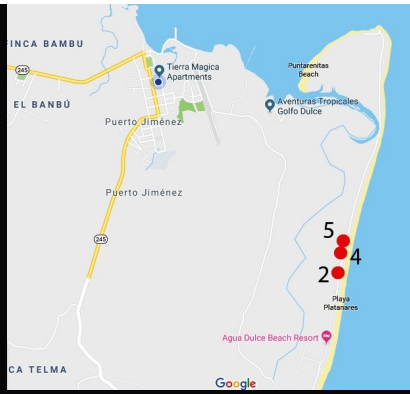 FINCA BAMBU
245
Tierra Magica
Apartments
Puntarenitas
Beach
EL BANBÚ
Aventuras Tropicales
Golfo Dulce
Puerto Jiménez
Puerto Jiménez
5
245
4
2
Playa
Platanares
Agua Dulce Beach Resort
CA TELMA
Google